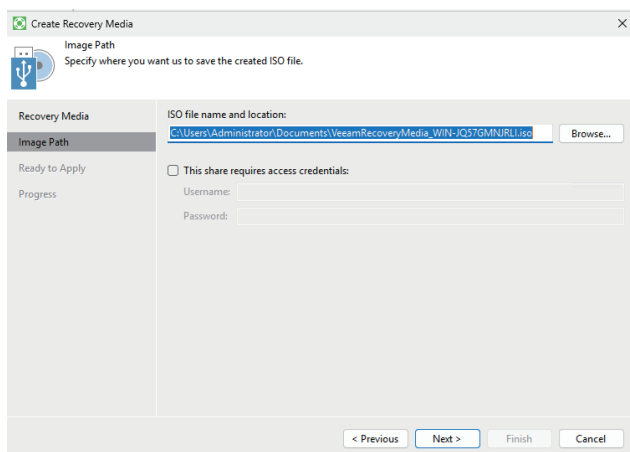 Create Recovery Media
Image Path
Specify where you want us to save the created ISO file.
Recovery Media
Image Path
Ready to Apply
Progress
ISO file name and location:
C:\Users\Administrator\Documents\VeeamRecoveryMedia_WIN-JQ57GMNJRLI.iso
Browse...
This share requires access credentials:
Username:
Password:
< Previous
Next >
Finish
Cancel